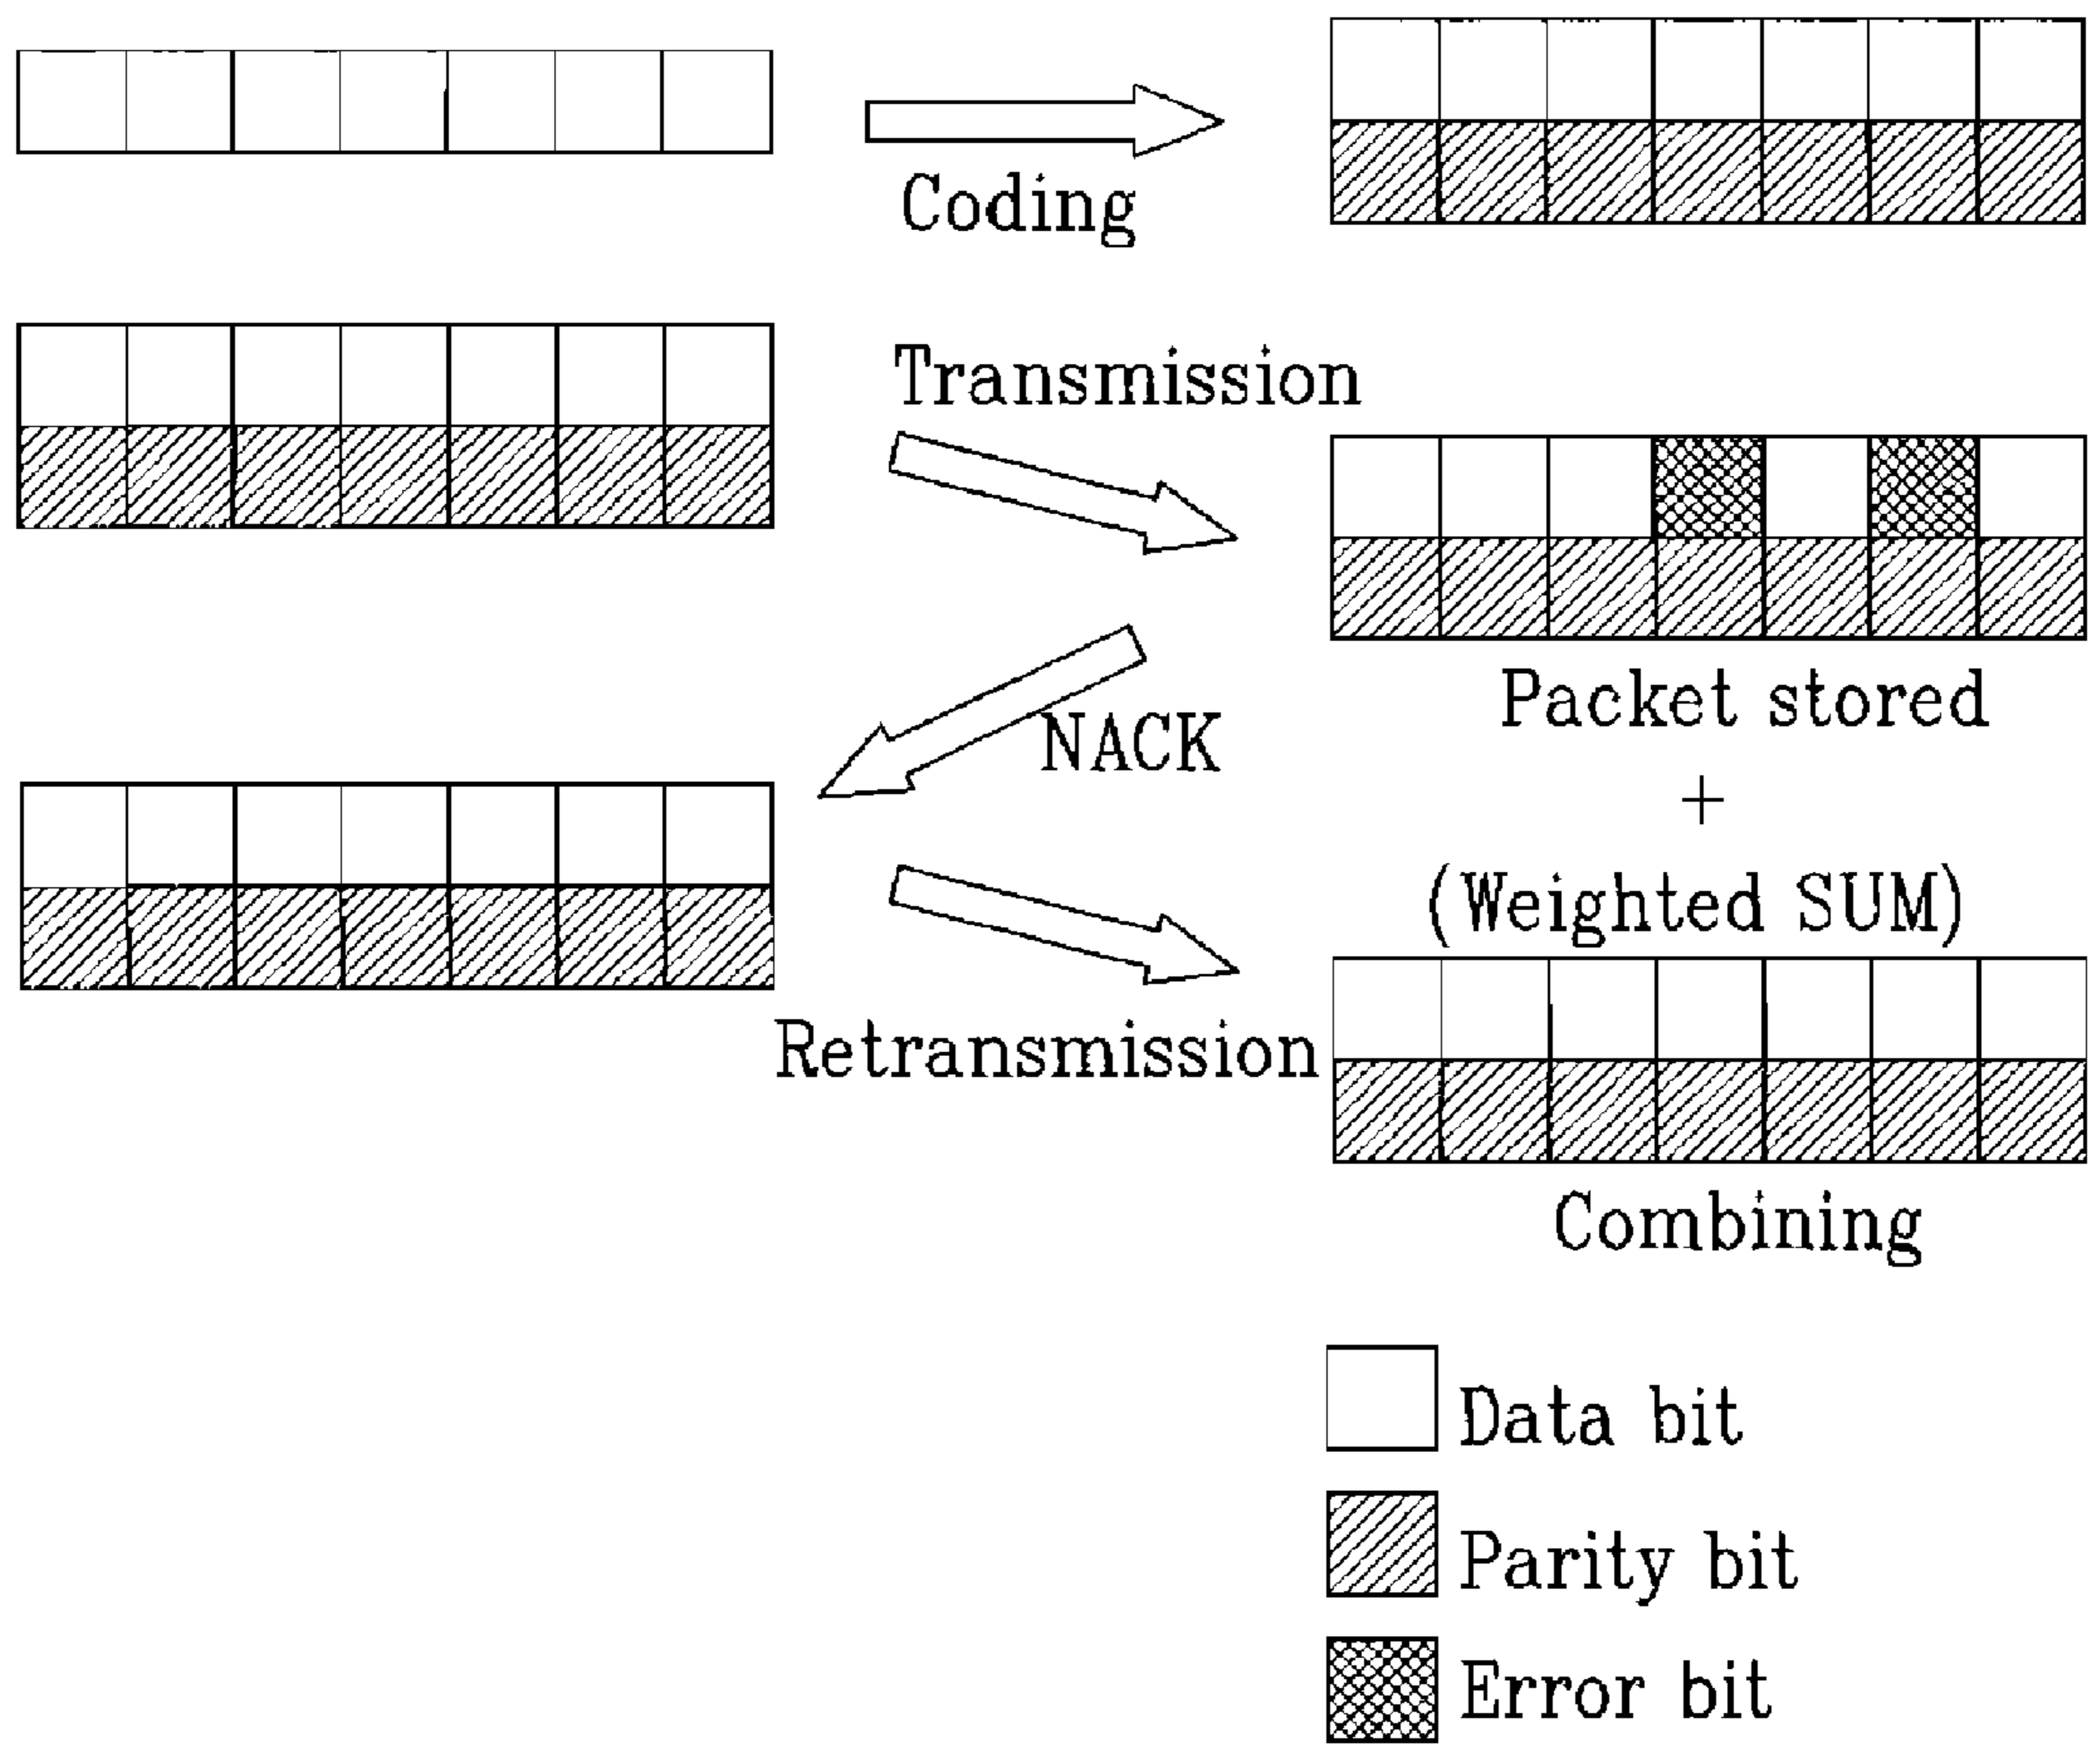 Coding
Transmission
Packet stored
NACK
+
(Weighted SUM)
Retransmission
Combining
Data bit
Parity bit
Error bit